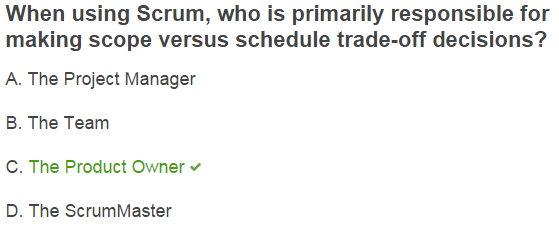 When using Scrum, who is primarily responsible for
making scope versus schedule trade-off decisions?
A. The Project Manager
B. The Team
C. The Product Owner ✔
D. The ScrumMaster